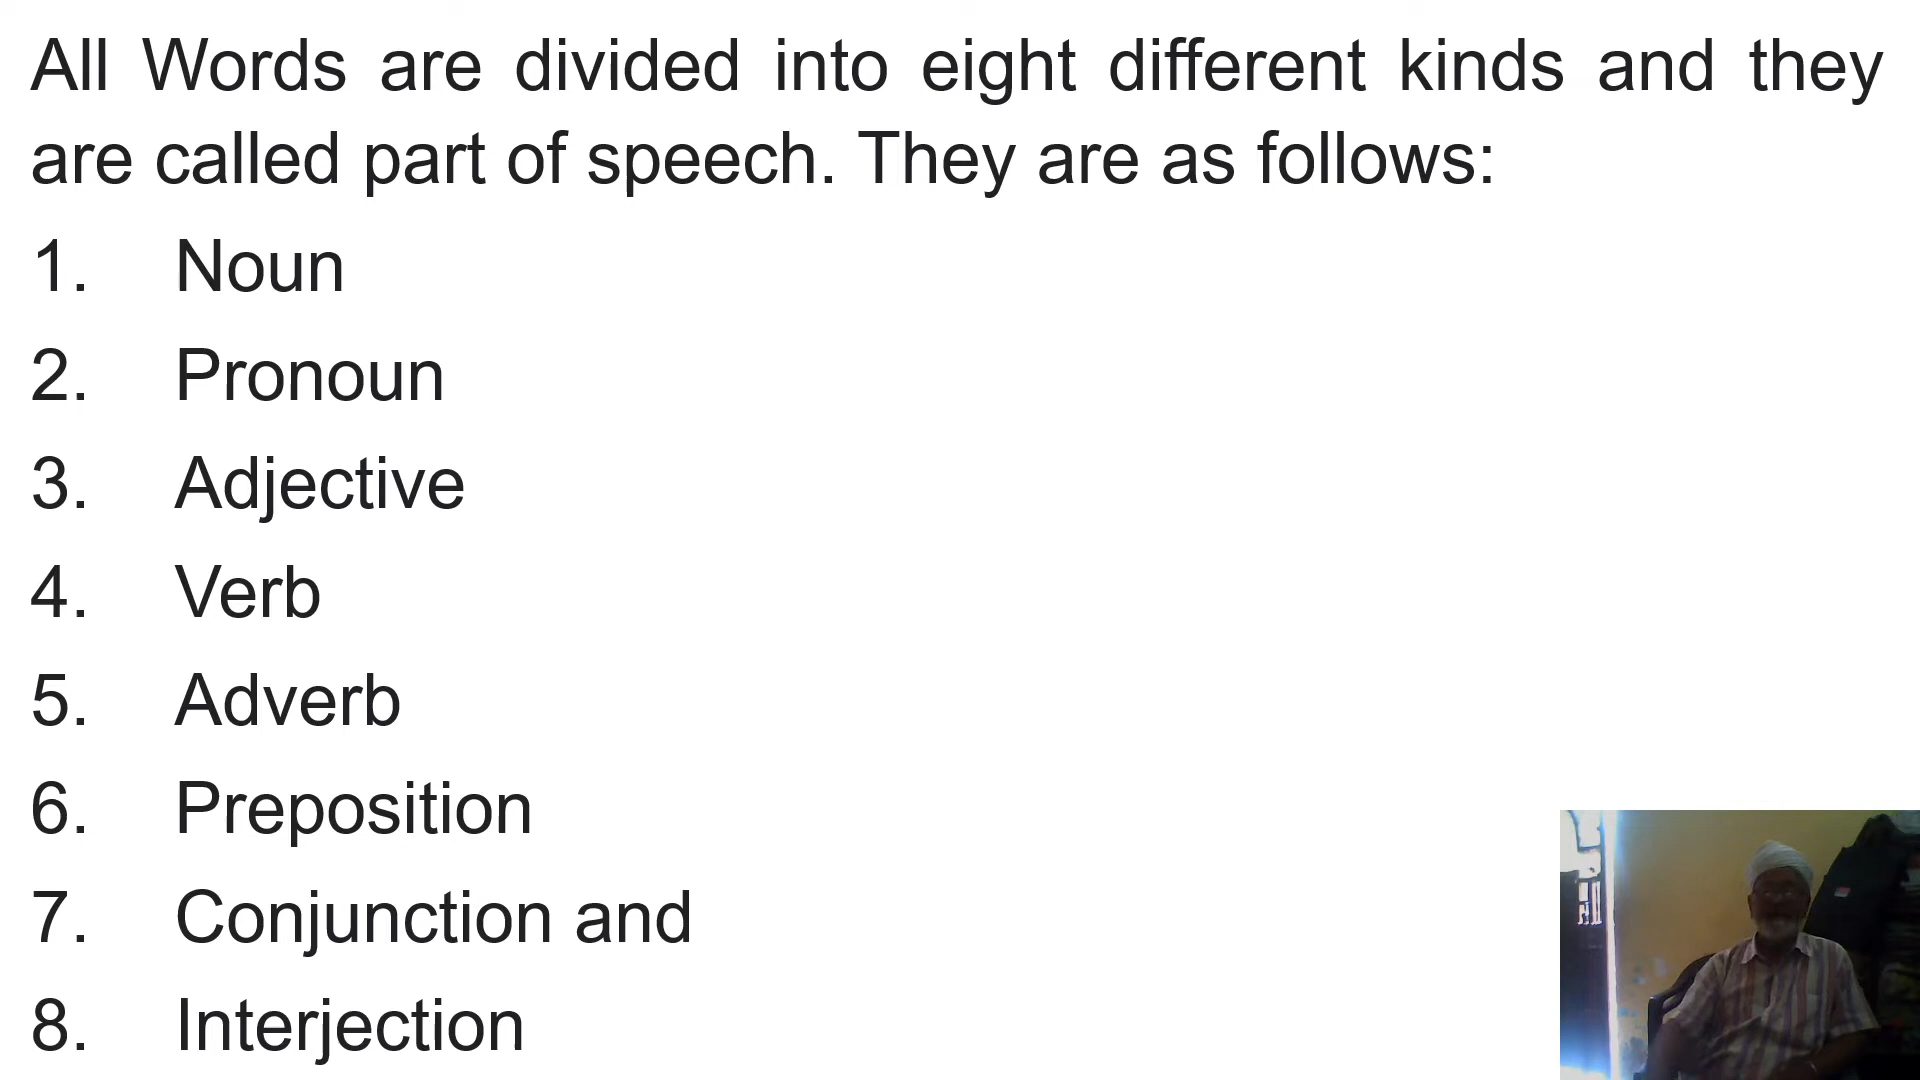 All Words are divided into eight different kinds and they
are called part of speech. They are as follows:
1. Noun
2. Pronoun
3. Adjective
4. Verb
5. Adverb
6. Preposition
7. Conjunction and
8. Interjection